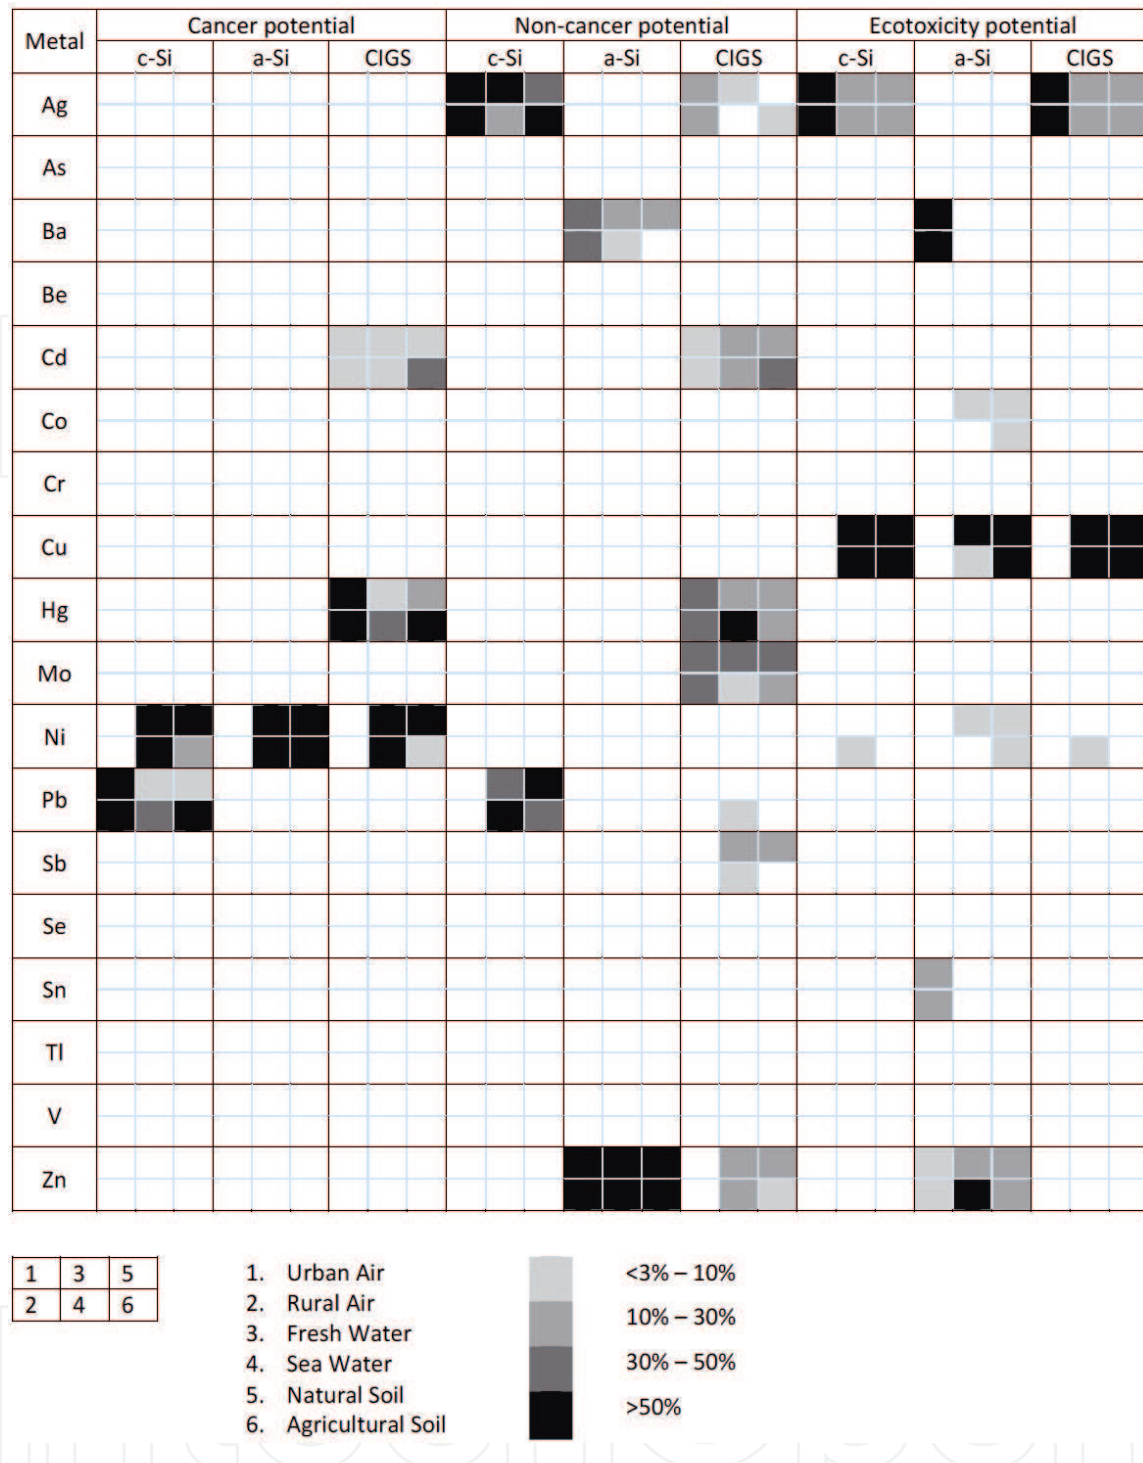 Metal Cancer potential Non-cancer potential Ecotoxicity potential
c-Si a-Si CIGS c-Si a-Si CIGS c-Si a-Si CIGS
Ag
As
Ba
Be
Cd
Co
Cr
Cu
Hg
Mo
Ni
Pb
Sb
Se
Sn
Tl
V
Zn
1 3 5
2 4 6
1. Urban Air
2. Rural Air
3. Fresh Water
4. Sea Water
5. Natural Soil
6. Agricultural Soil
<3% – 10%
10% – 30%
30% – 50%
>50%